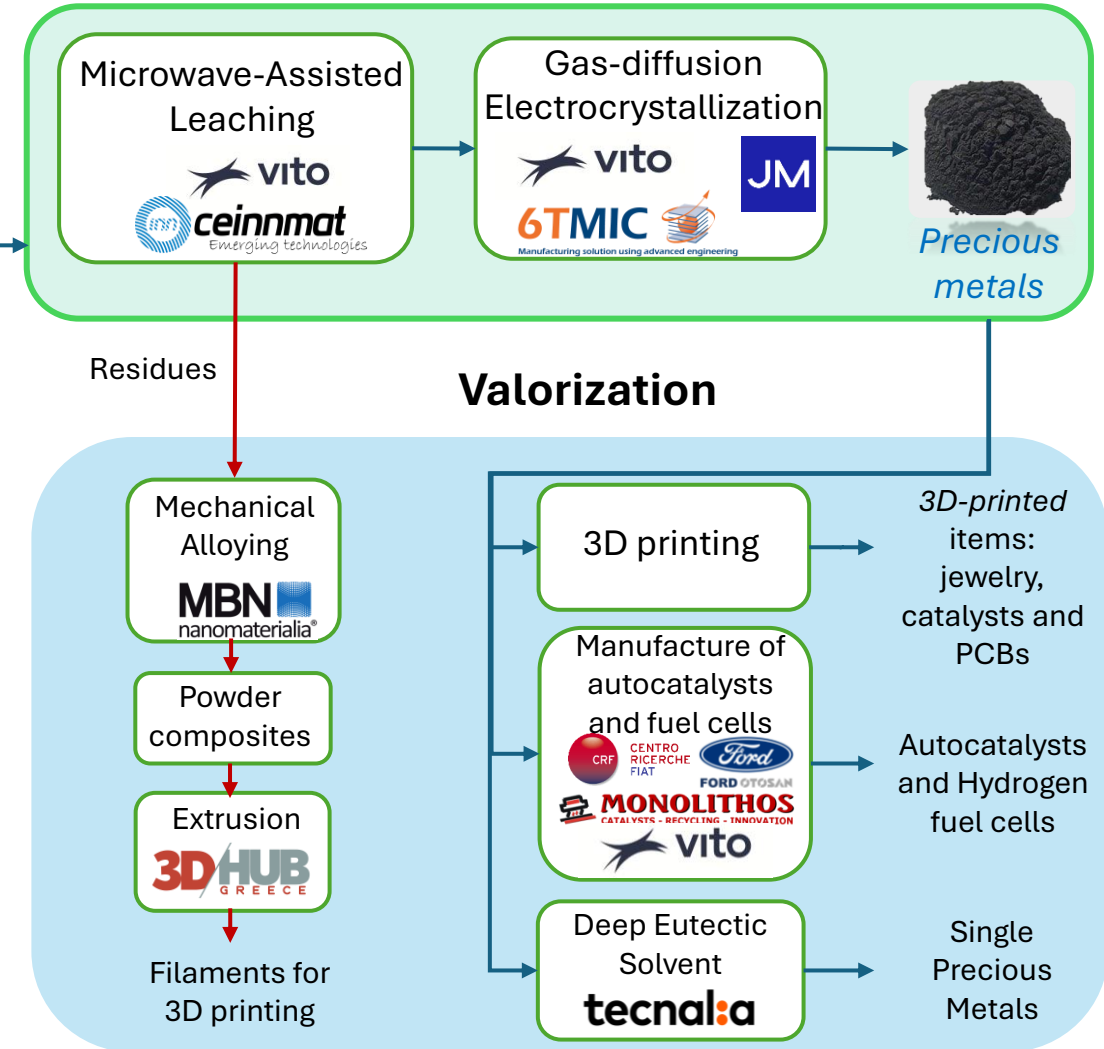 Microwave-Assisted
Leaching
vito
inn
ceinnmat
Emerging technologies
Gas-diffusion
Electrocrystallization
vito
JM
6TMIC
Manufacturing solution using advanced engineering
Precious
metals
Residues
Valorization
Mechanical
Alloying
MBN
nanomaterialia®
Powder
composites
Extrusion
3D/HUB
GREECE
Filaments for
3D printing
3D printing
3D-printed
items:
jewelry,
catalysts and
PCBs
Manufacture of
autocatalysts
and fuel cells
CRF
CENTRO
RICERCHE
FIAT
Ford
FORD OTOSAN
MONOLITHOS
CATALYSTS - RECYCLING - INNOVATION
vito
Autocatalysts
and Hydrogen
fuel cells
Deep Eutectic
Solvent
tecnal:a
Single
Precious
Metals